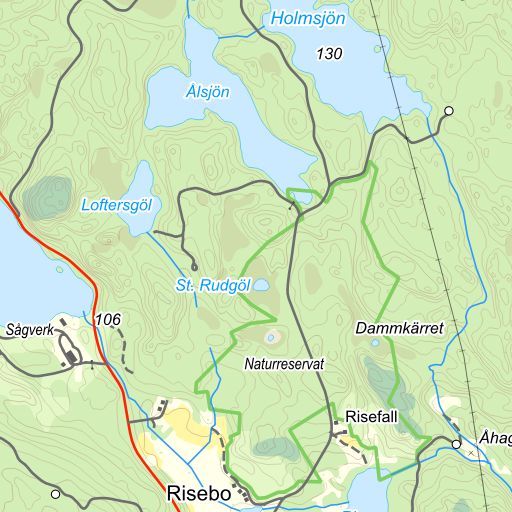 Holmsjön
130
Ålsjön
Loftersgöl
St. Rudgöl
106
Sågverk
Dammkärret
Naturreservat
Risefall
Åhag
Risebo